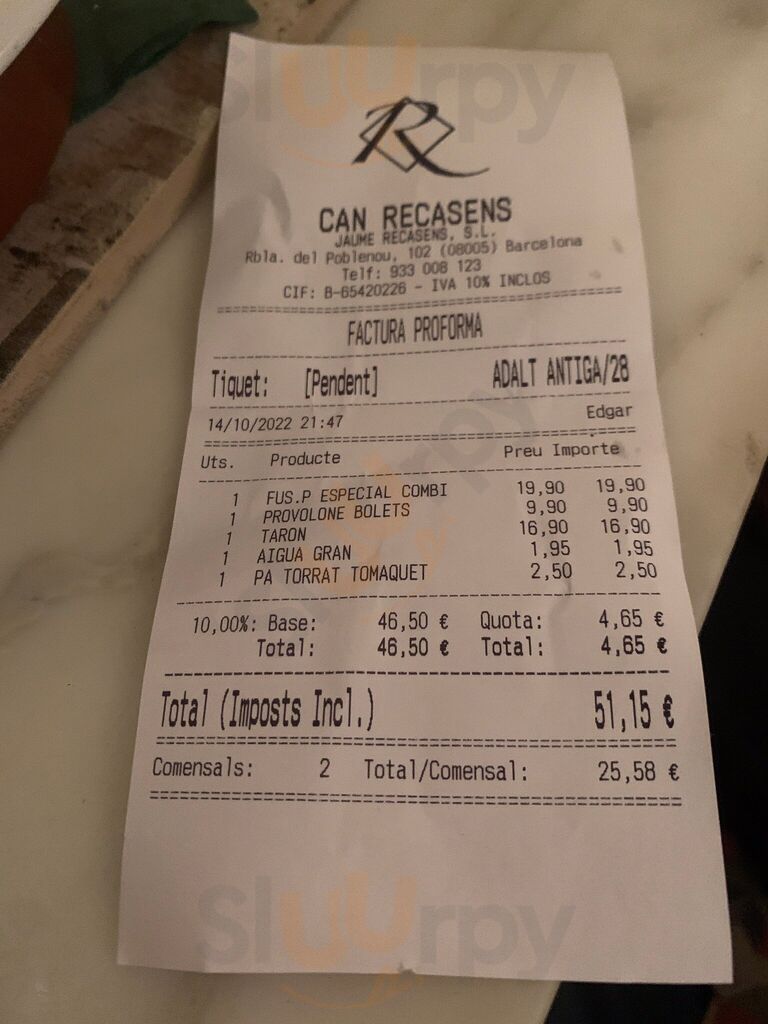 Sluurpy
R
CAN RECASENS
JAUME RECASENS, S.L.
Rbla. del Poblenou, 102 (08005) Barcelona
Telf: 933 008 123
CIF: B-65420226 - IVA 10% INCLOS
FACTURA PROFORMA
Tiquet: [Pendent] ADALT ANTIGA/28
14/10/2022 21:47 Edgar
Uts. Producte Preu Importe
1 FUS.P ESPECIAL COMBI 19,90 19,90
1 PROVOLONE BOLETS 9,90 9,90
1 TARON 16,90 16,90
1 AIGUA GRAN 1,95 1,95
1 PA TORRAT TOMAQUET 2,50 2,50
10,00%: Base: 46,50 € Quota: 4,65 €
Total: 46,50 € Total: 4,65 €
Total (Imposts Incl.) 51,15 €
Comensals: 2 Total/Comensal: 25,58 €
Sluurpy